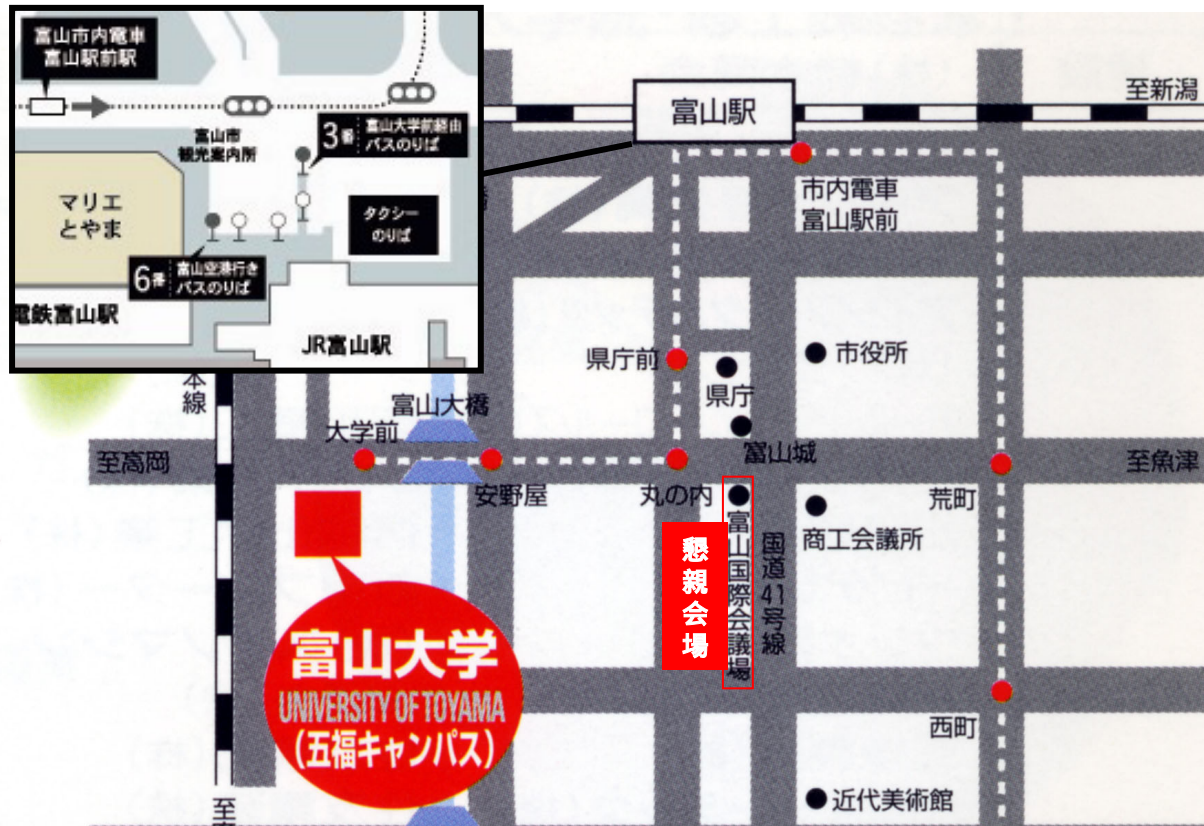 富山市内電車
富山駅前駅
富山市
観光案内所
3番
富山大学前経由
バスのりば
マリエ
とやま
タクシー
のりば
6番
富山空港行き
バスのりば
電鉄富山駅
JR富山駅
富山駅
至新潟
市内電車
富山駅前
県庁前
県庁
市役所
本線
富山大橋
大学前
至高岡
安野屋
丸の内
富山城
至魚津
荒町
商工会議所
富山国際会議場
国道41号線
懇親会場
富山大学
UNIVERSITY OF TOYAMA
(五福キャンパス)
西町
近代美術館
至